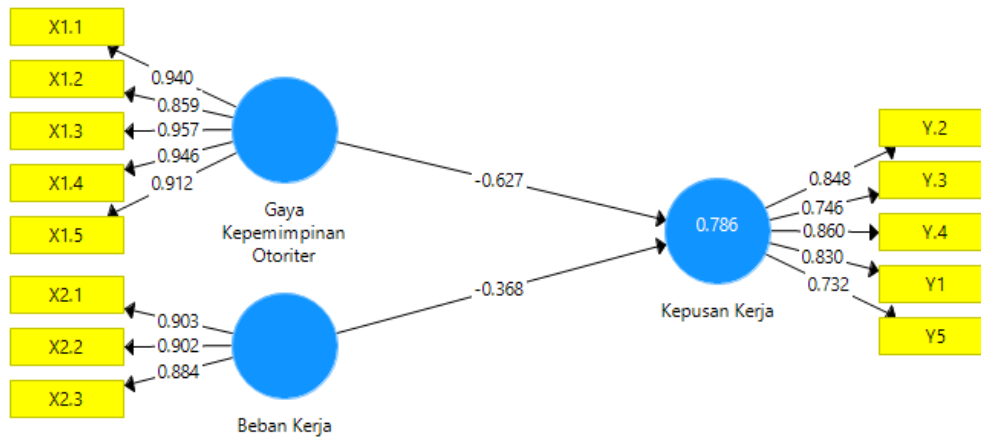 X1.1
X1.2
X1.3
X1.4
X1.5
0.940
0.859
0.957
0.946
0.912
Gaya
Kepemimpinan
Otoriter
-0.627
X2.1
X2.2
X2.3
0.903
0.902
0.884
Beban Kerja
-0.368
0.786
Kepusan Kerja
0.848
0.746
0.860
0.830
0.732
Y.2
Y.3
Y.4
Y1
Y5